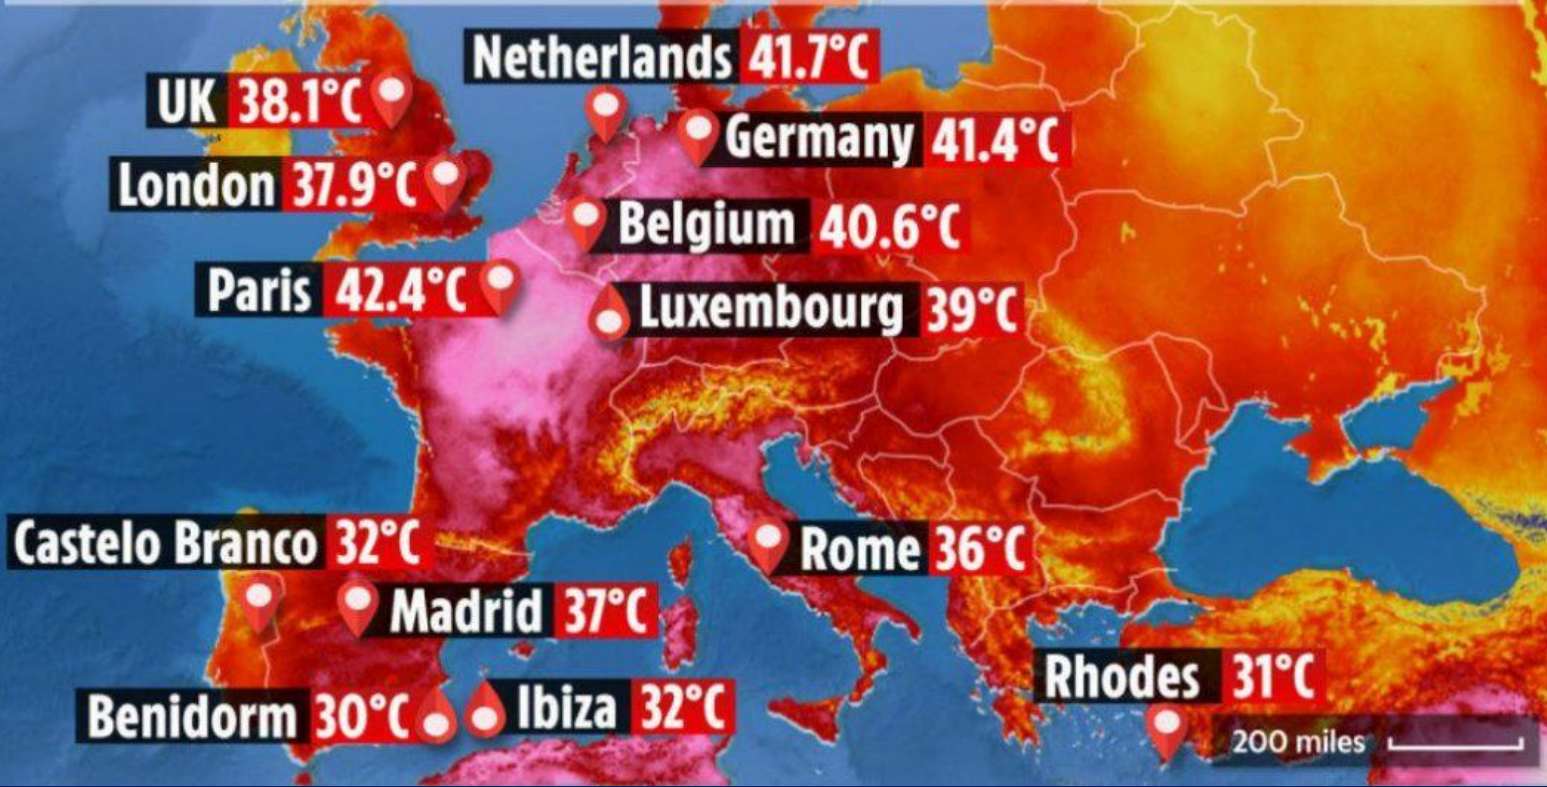 Netherlands 41.7°C
UK 38.1°C
Germany 41.4°C
London 37.9°C
Belgium 40.6°C
Paris 42.4°C
Luxembourg 39°C
Castelo Branco 32°C
Rome 36°C
Madrid 37°C
Rhodes 31°C
Benidorm 30°C
Ibiza 32°C
200 miles